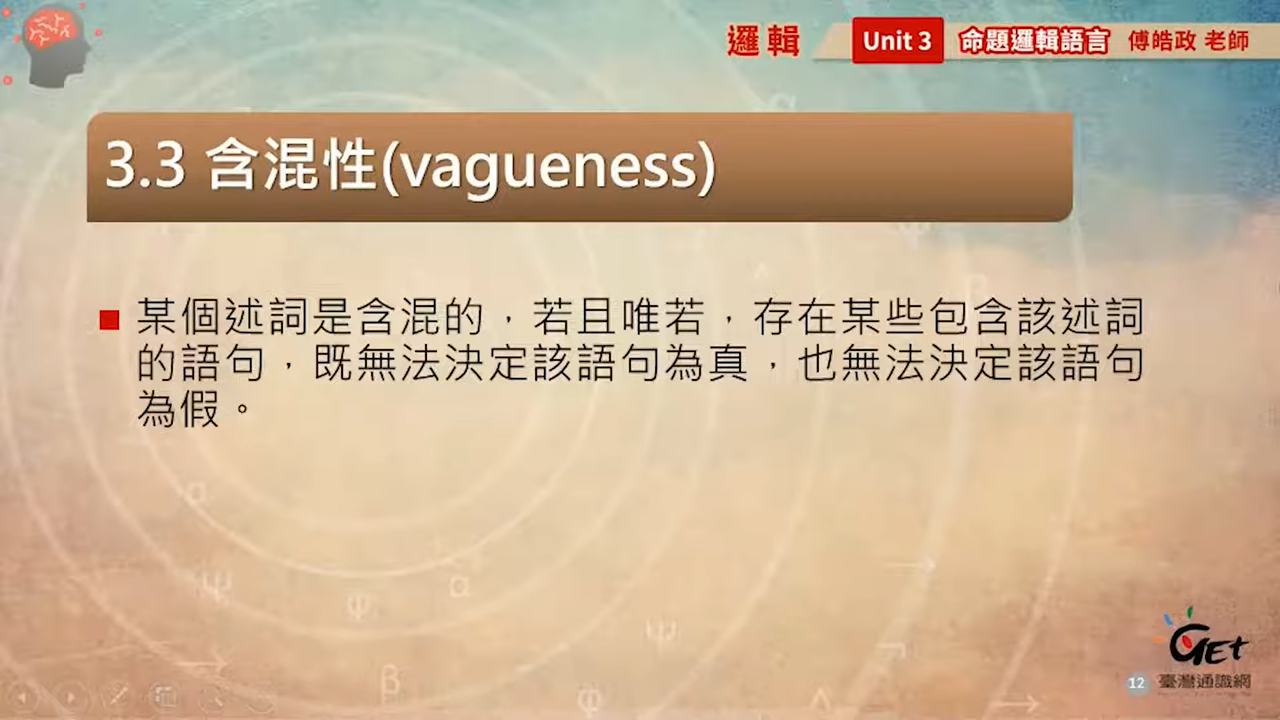 邏輯 Unit 3 命題邏輯語言 傅皓政 老師
3.3 含混性(vagueness)
某個述詞是含混的，若且唯若，存在某些包含該述詞
的語句，既無法決定該語句為真，也無法決定該語句
為假。
GET
12 臺灣通識網